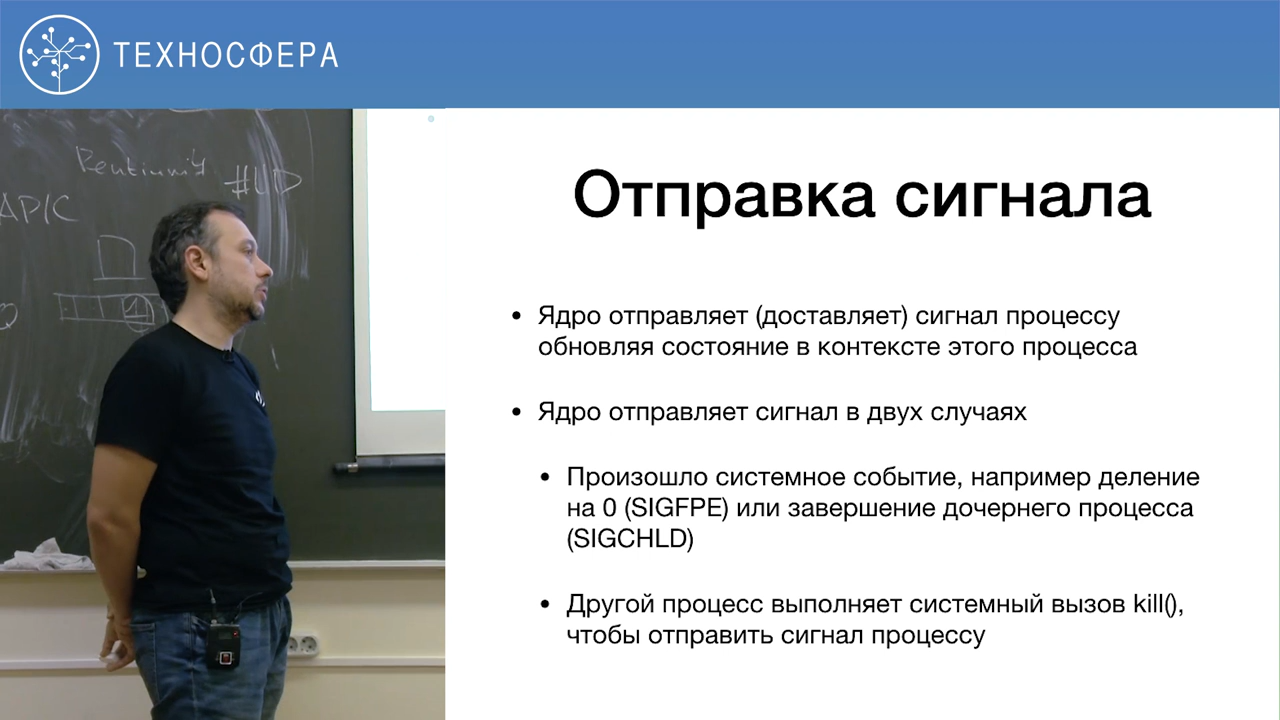 ТЕХНОСФЕРА
Pentium 4
APIC
Отправка сигнала
• Ядро отправляет (доставляет) сигнал процессу
обновляя состояние в контексте этого процесса
• Ядро отправляет сигнал в двух случаях
• Произошло системное событие, например деление
на 0 (SIGFPE) или завершение дочернего процесса
(SIGCHLD)
• Другой процесс выполняет системный вызов kill(),
чтобы отправить сигнал процессу